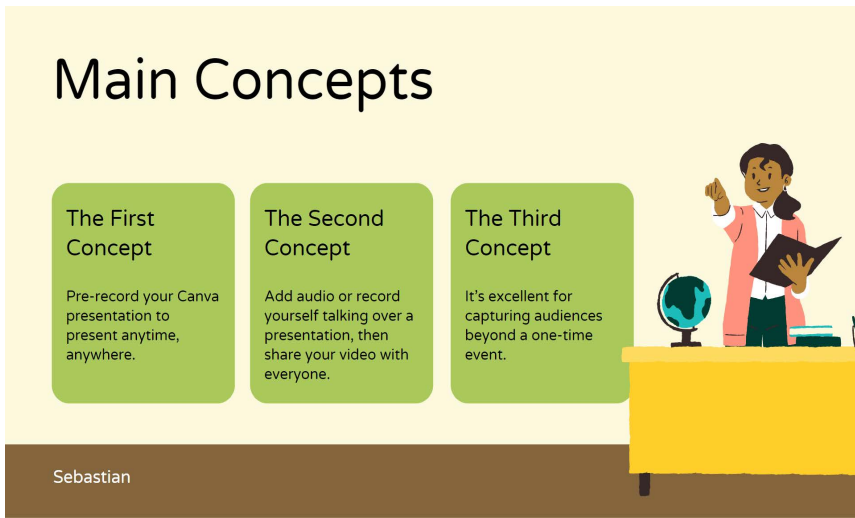 Main Concepts
The First
Concept
Pre-record your Canva
presentation to
present anytime,
anywhere.
The Second
Concept
Add audio or record
yourself talking over a
presentation, then
share your video with
everyone.
The Third
Concept
It's excellent for
capturing audiences
beyond a one-time
event.
Sebastian